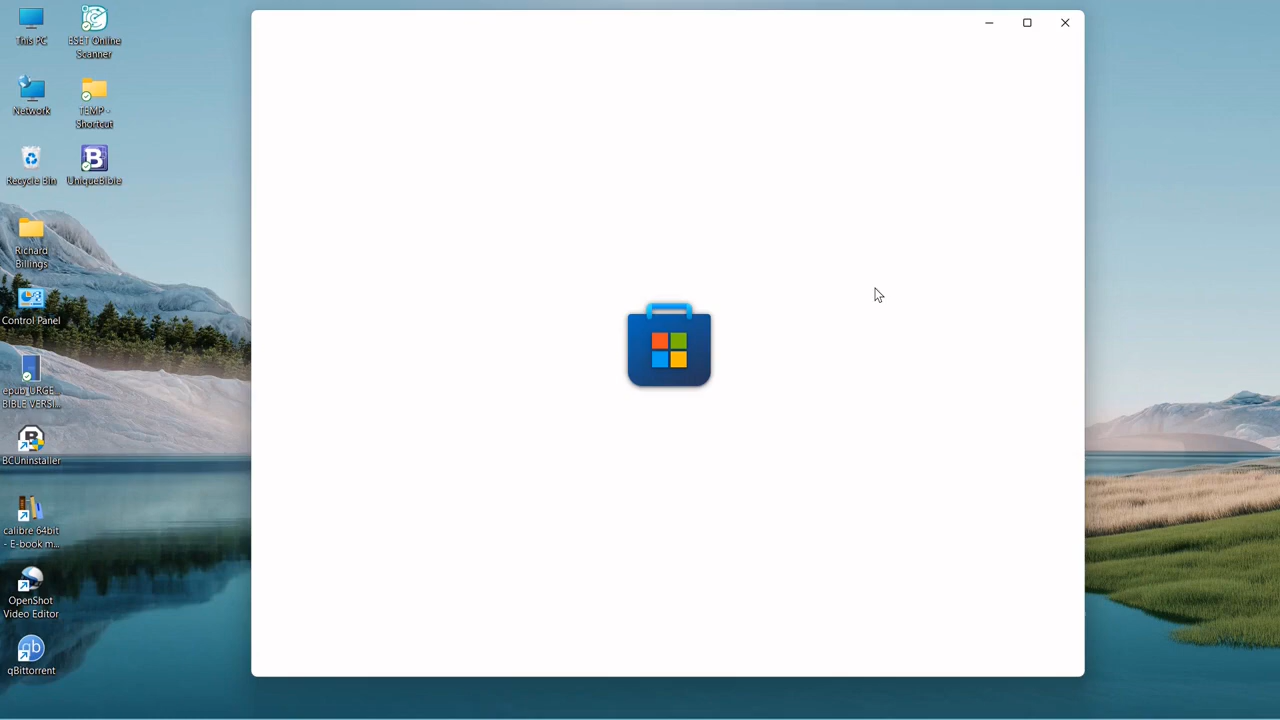 This PC
ESET Online
Scanner
Network
TEMP -
Shortcut
Recycle Bin
UniqueBible
Richard
Billings
Control Panel
epub URGE...
BIBLE VERSI...
BCUninstaller
calibre 64bit
- E-book m...
OpenShot
Video Editor
qBittorrent